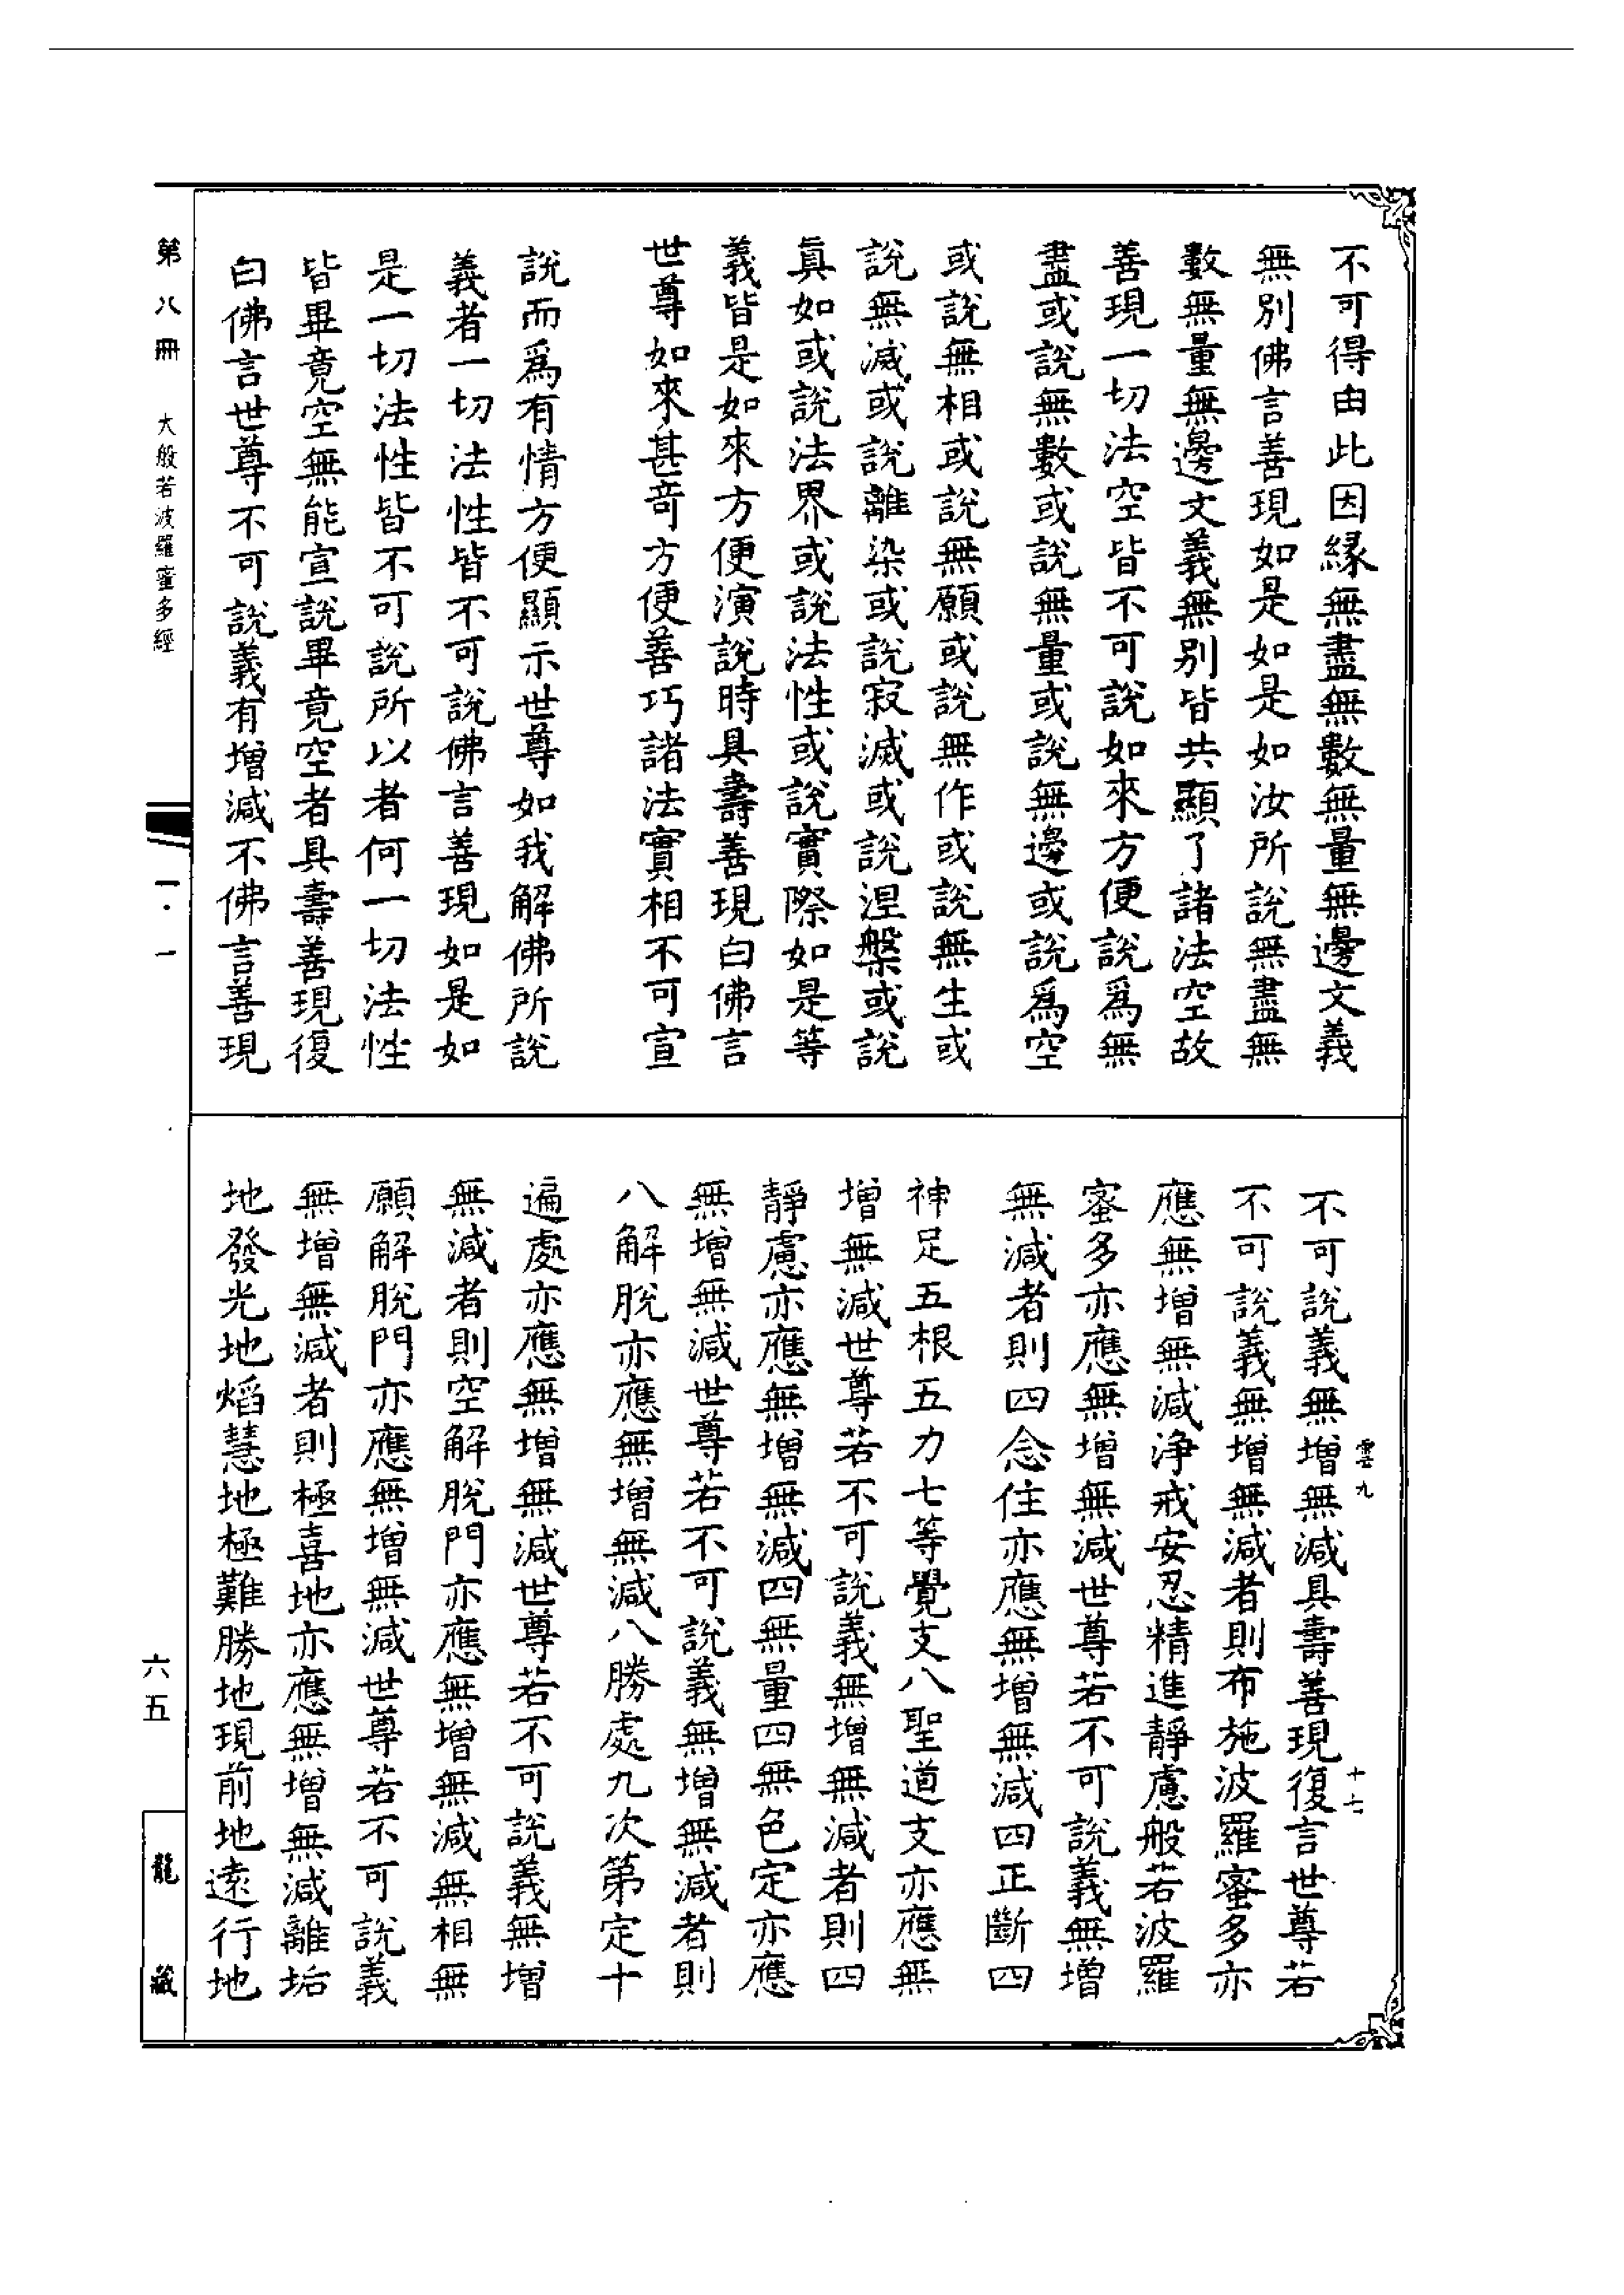 不可得由此因緣無盡無數無量無邊文義
無別佛言善現如是如是如汝所說無盡無
數無量無邊文義無別皆共顯了諸法空故
善現一切法空皆不可說如來方便說爲無
盡或說無數或說無量或說無邊或說爲空
或說無相或說無願或說無作或說無生或
說無滅或說離染或說寂滅或說涅槃或說
真如或說法界或說法性或說實際如是等
義皆是如來方便演說時具壽善現白佛言
世尊如來甚奇方便善巧諸法實相不可宣
說而爲有情方便顯示世尊如我解佛所說
義者一切法性皆不可說佛言善現如是如
是一切法性皆不可說所以者何一切法性
皆畢竟空無能宣說畢竟空者具壽善現復
白佛言世尊不可說義有增減不佛言善現
不可說義無增無減具壽善現復言世尊若
不可說義無增無減者則布施波羅蜜多亦
應無增無減淨戒安忍精進靜慮般若波羅
蜜多亦應無增無減世尊若不可說義無增
無減者則四念住亦應無增無減四正斷四
神足五根五力七等覺支八聖道支亦應無
增無減世尊若不可說義無增無減者則四
靜慮亦應無增無減四無量四無色定亦應
無增無減世尊若不可說義無增無減者則
八解脫亦應無增無減八勝處九次第定十
遍處亦應無增無減世尊若不可說義無增
無減者則空解脫門亦應無增無減無相無
願解脫門亦應無增無減世尊若不可說義
無增無減者則極喜地亦應無增無減離垢
地發光地焰慧地極難勝地現前地遠行地
雲九
十七
第八冊
大般若波羅蜜多經
一·一
六五
龍藏